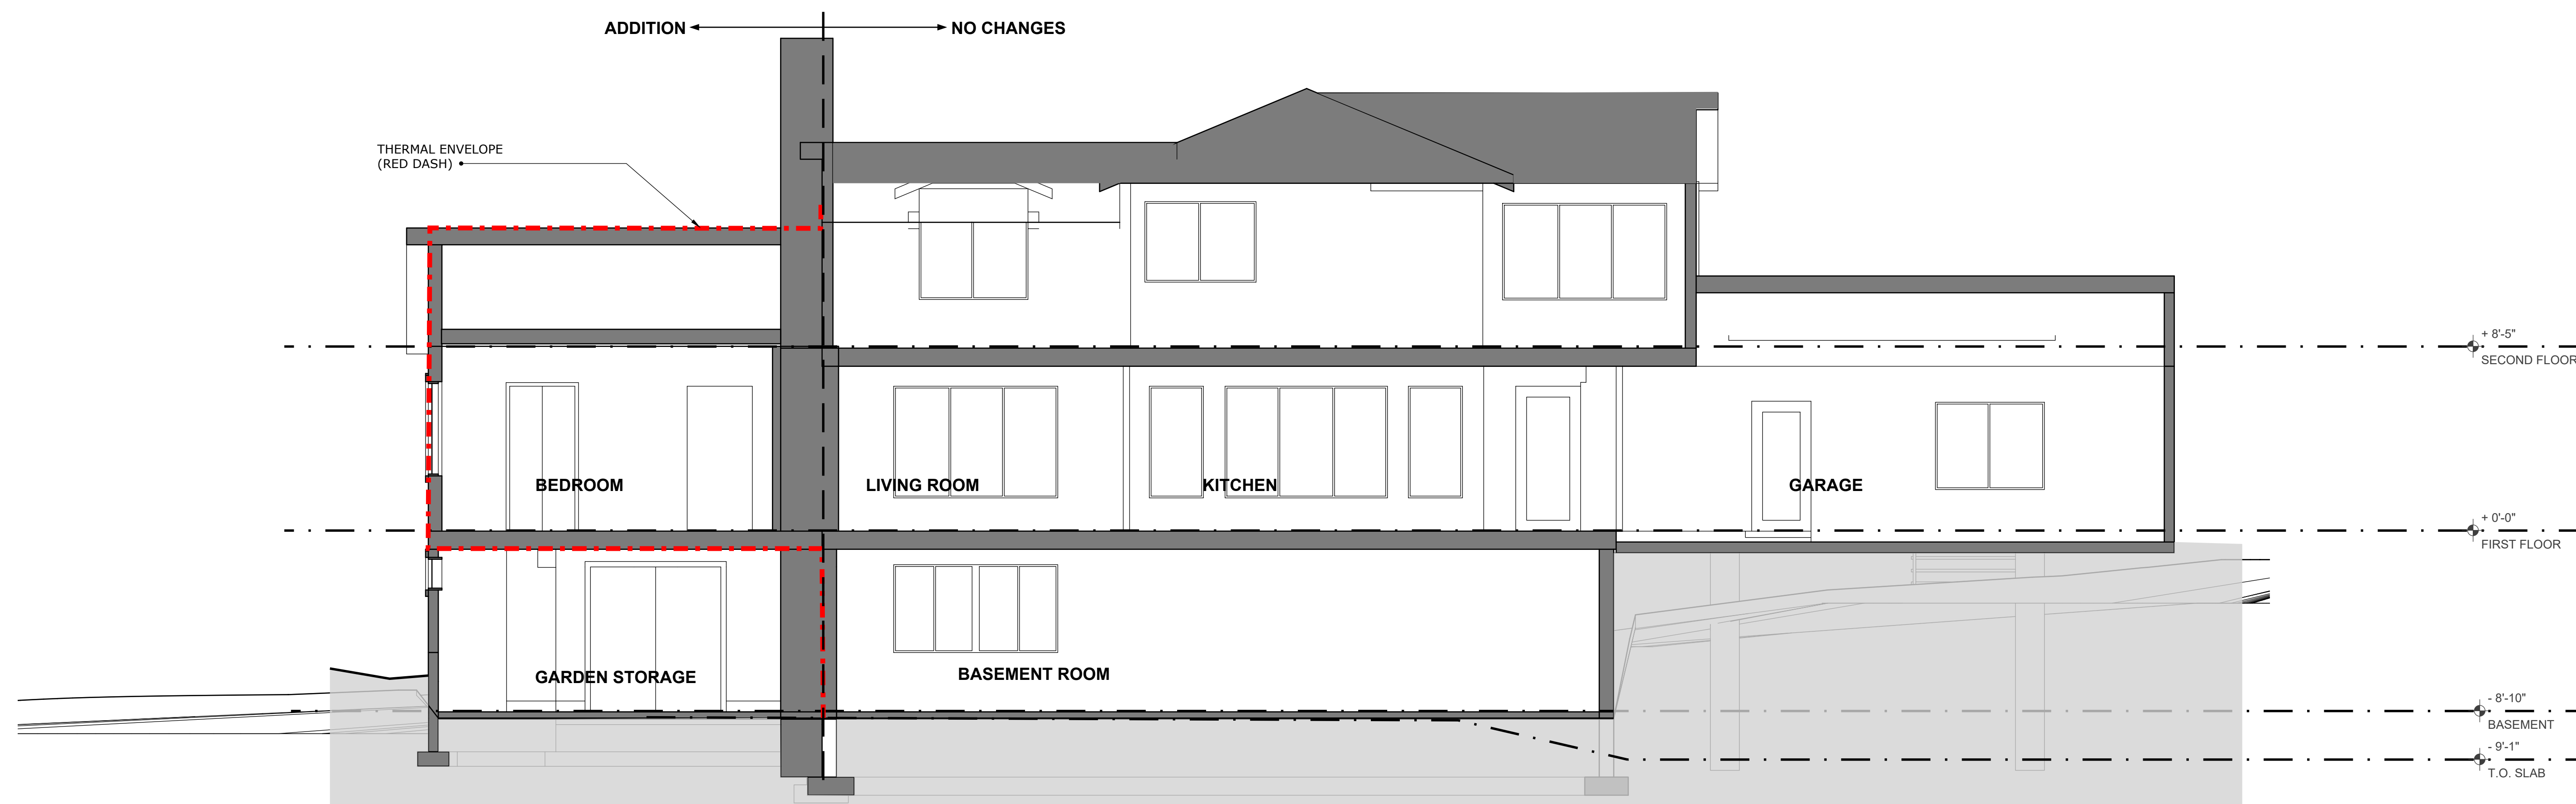 ADDITION
NO CHANGES
THERMAL ENVELOPE
(RED DASH)
+ 8'-5"
SECOND FLOOR
BEDROOM
LIVING ROOM
KITCHEN
GARAGE
+ 0'-0"
FIRST FLOOR
GARDEN STORAGE
BASEMENT ROOM
- 8'-10"
BASEMENT
- 9'-1"
T.O. SLAB